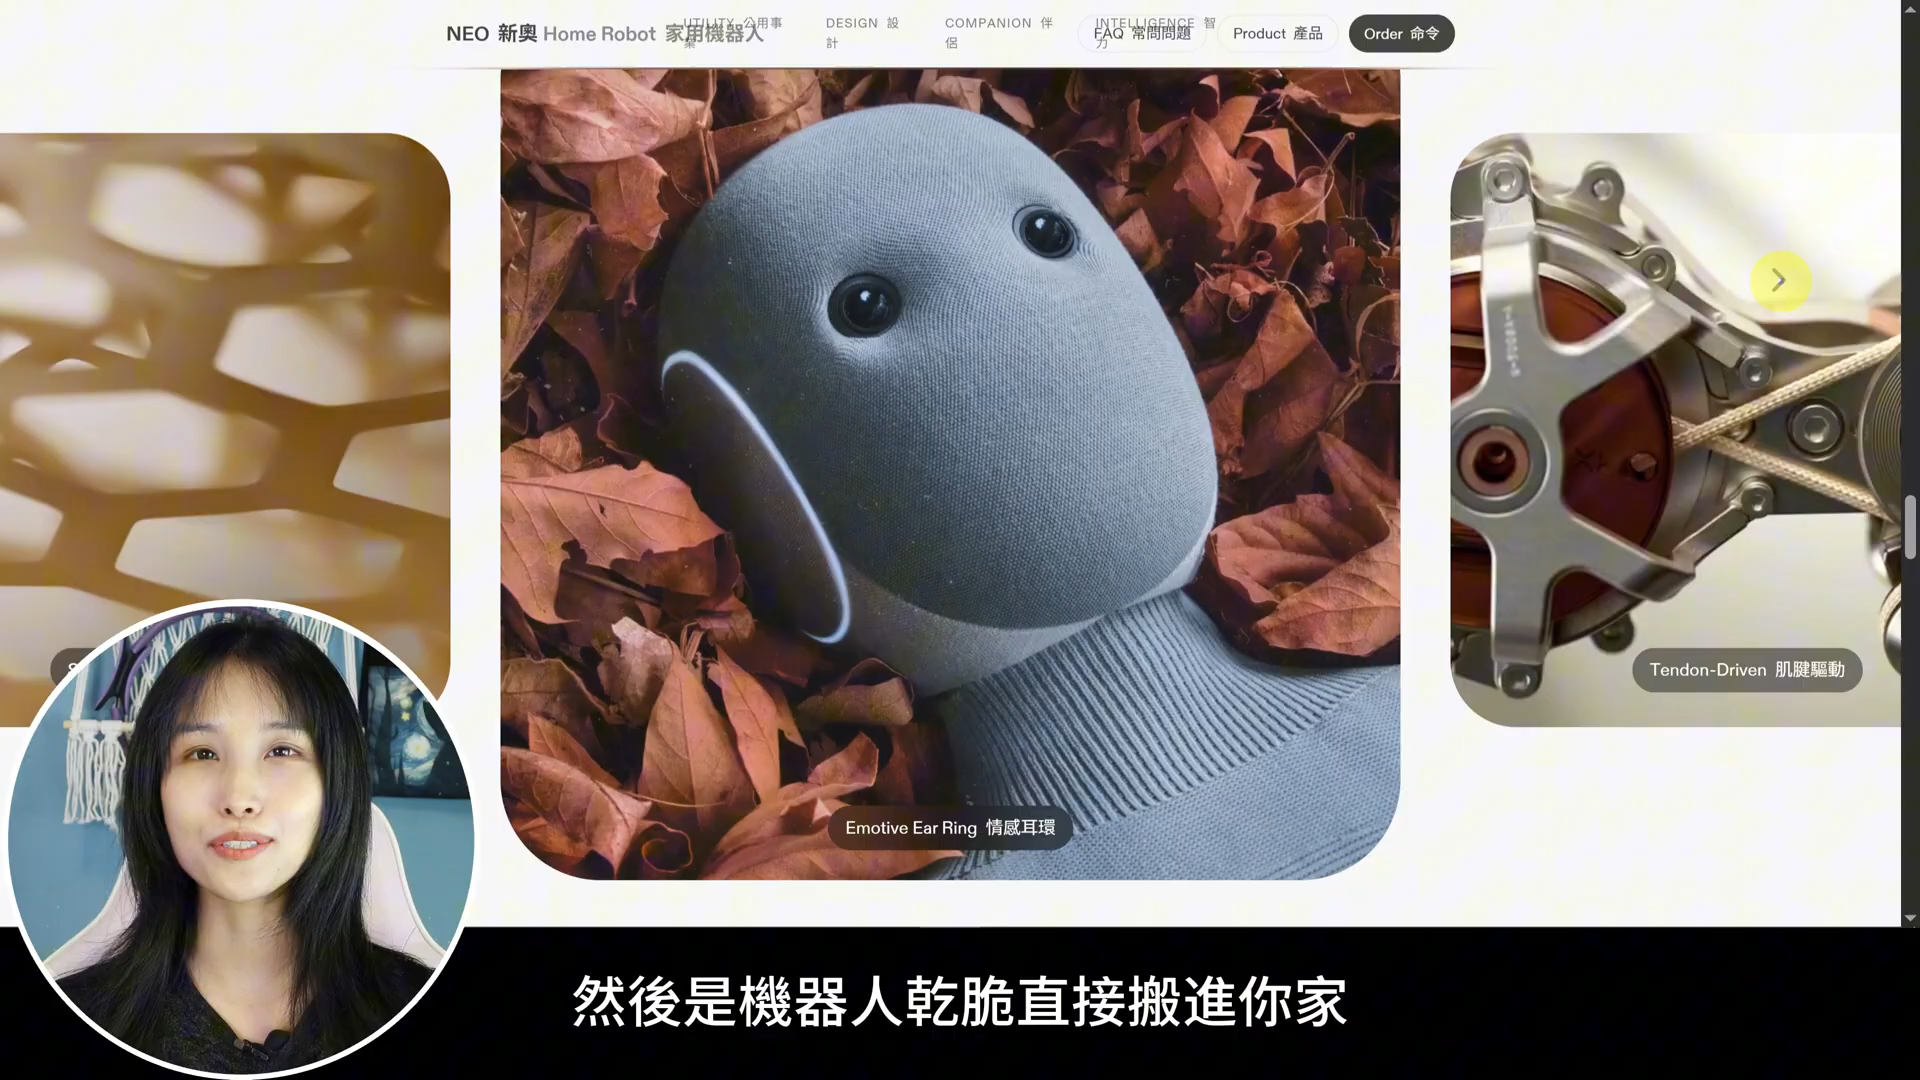 NEO 新奧 Home Robot 家用機器人
UTILITY 公用事業
DESIGN 設計
COMPANION 伴侶
INTELLIGENCE 智力
FAQ 常問問題
Product 產品
Order 命令
Emotive Ear Ring 情感耳環
Tendon-Driven 肌腱驅動
然後是機器人乾脆直接搬進你家